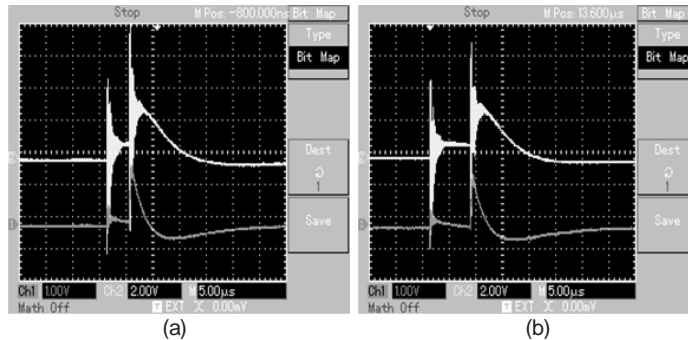 Stop M Pos: -800.000ns Bit Map
Type
Bit Map
Dest
1
Save
Ch1 1.00V Ch2 2.00V M 5.00µs
Math Off T EXT 0.00mV
(a)
Stop M Pos: 13.600µs Bit Map
Type
Bit Map
Dest
1
Save
Ch1 1.00V Ch2 2.00V M 5.00µs
Math Off T EXT 0.00mV
(b)